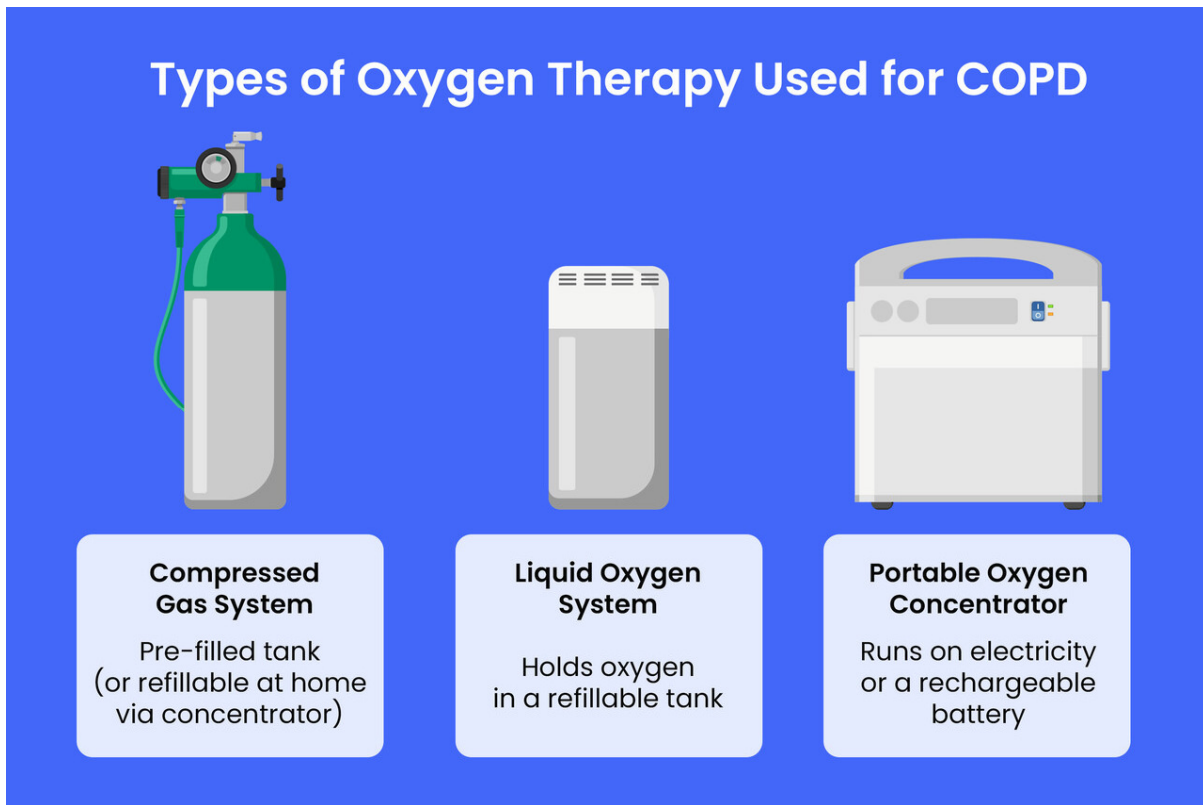 Types of Oxygen Therapy Used for COPD
Compressed
Gas System
Pre-filled tank
(or refillable at home
via concentrator)
Liquid Oxygen
System
Holds oxygen
in a refillable tank
Portable Oxygen
Concentrator
Runs on electricity
or a rechargeable
battery